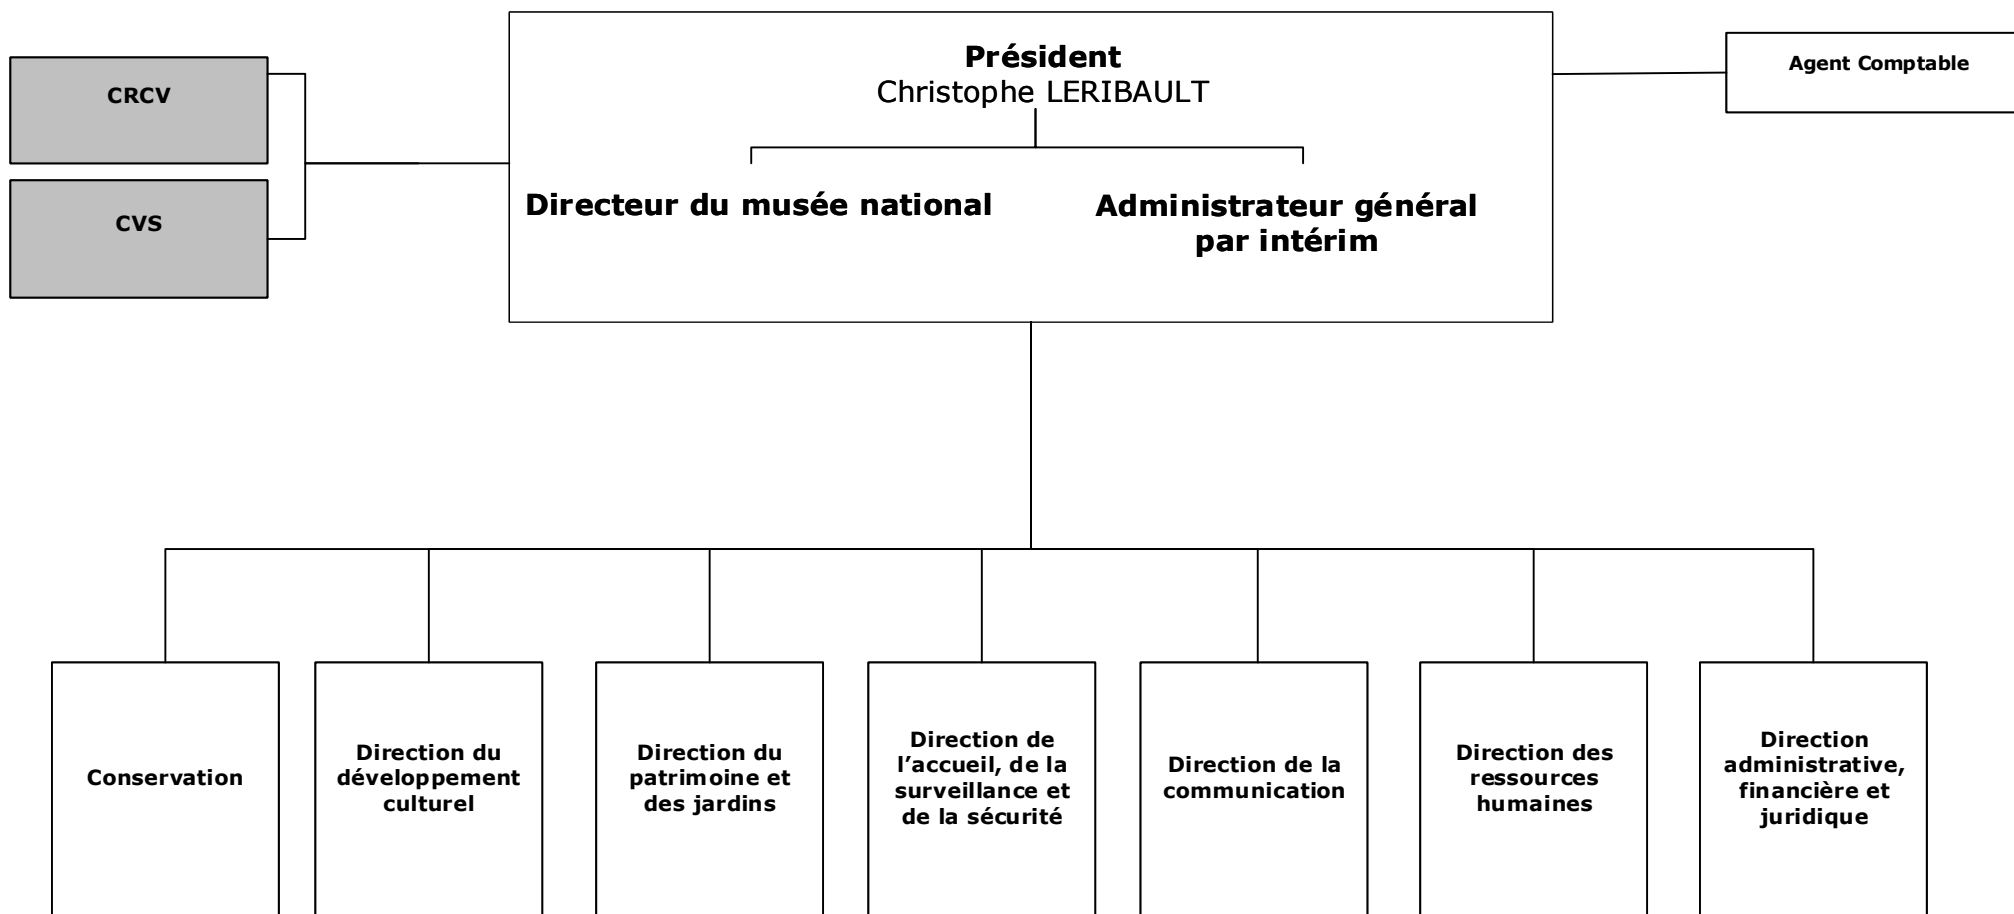 Président
Christophe LERIBAULT
Agent Comptable
CRCV
CVS
Directeur du musée national
Administrateur général
par intérim
Conservation
Direction du
développement
culturel
Direction du
patrimoine et
des jardins
Direction de
l’accueil, de la
surveillance et
de la sécurité
Direction de la
communication
Direction des
ressources
humaines
Direction
administrative,
financière et
juridique